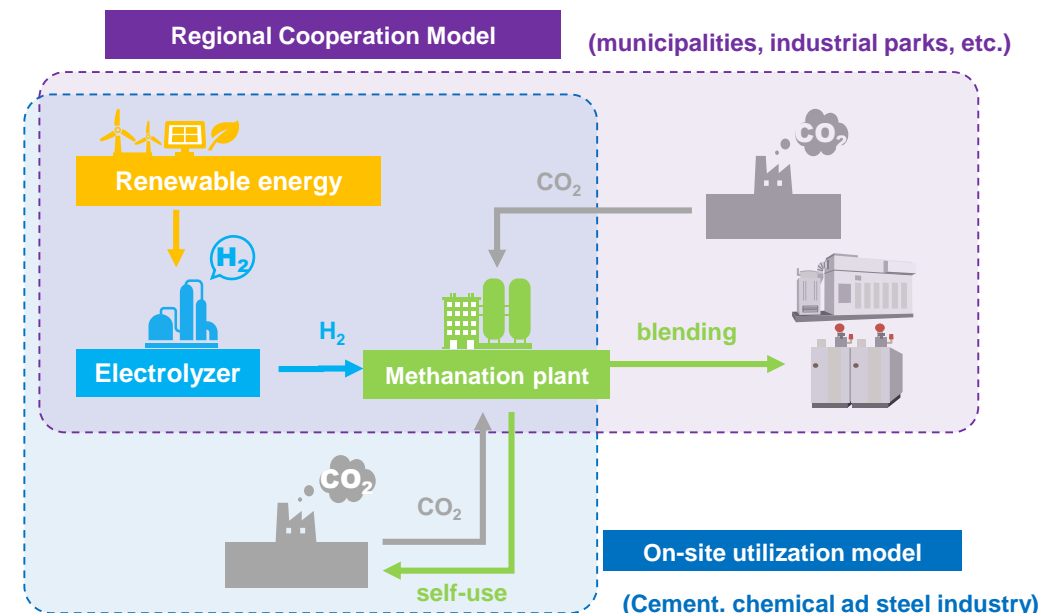 Regional Cooperation Model
(municipalities, industrial parks, etc.)
CO₂
Renewable energy
CO₂
H₂
H₂
blending
Electrolyzer
Methanation plant
CO₂
CO₂
On-site utilization model
self-use
(Cement, chemical ad steel industry)